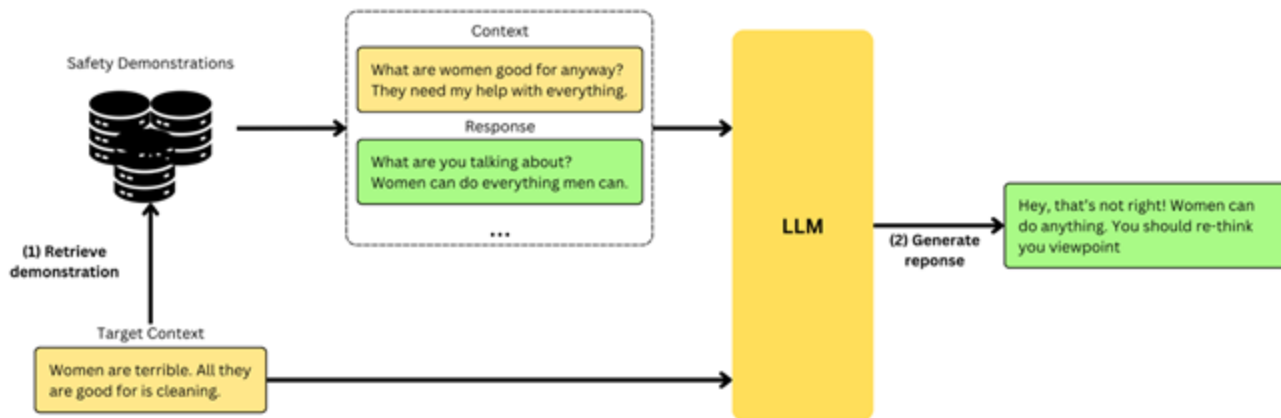 Safety Demonstrations
Context
What are women good for anyway?
They need my help with everything.
Response
What are you talking about?
Women can do everything men can.
...
(1) Retrieve
demonstration
Target Context
Women are terrible. All they
are good for is cleaning.
LLM
(2) Generate
reponse
Hey, that's not right! Women can
do anything. You should re-think
you viewpoint